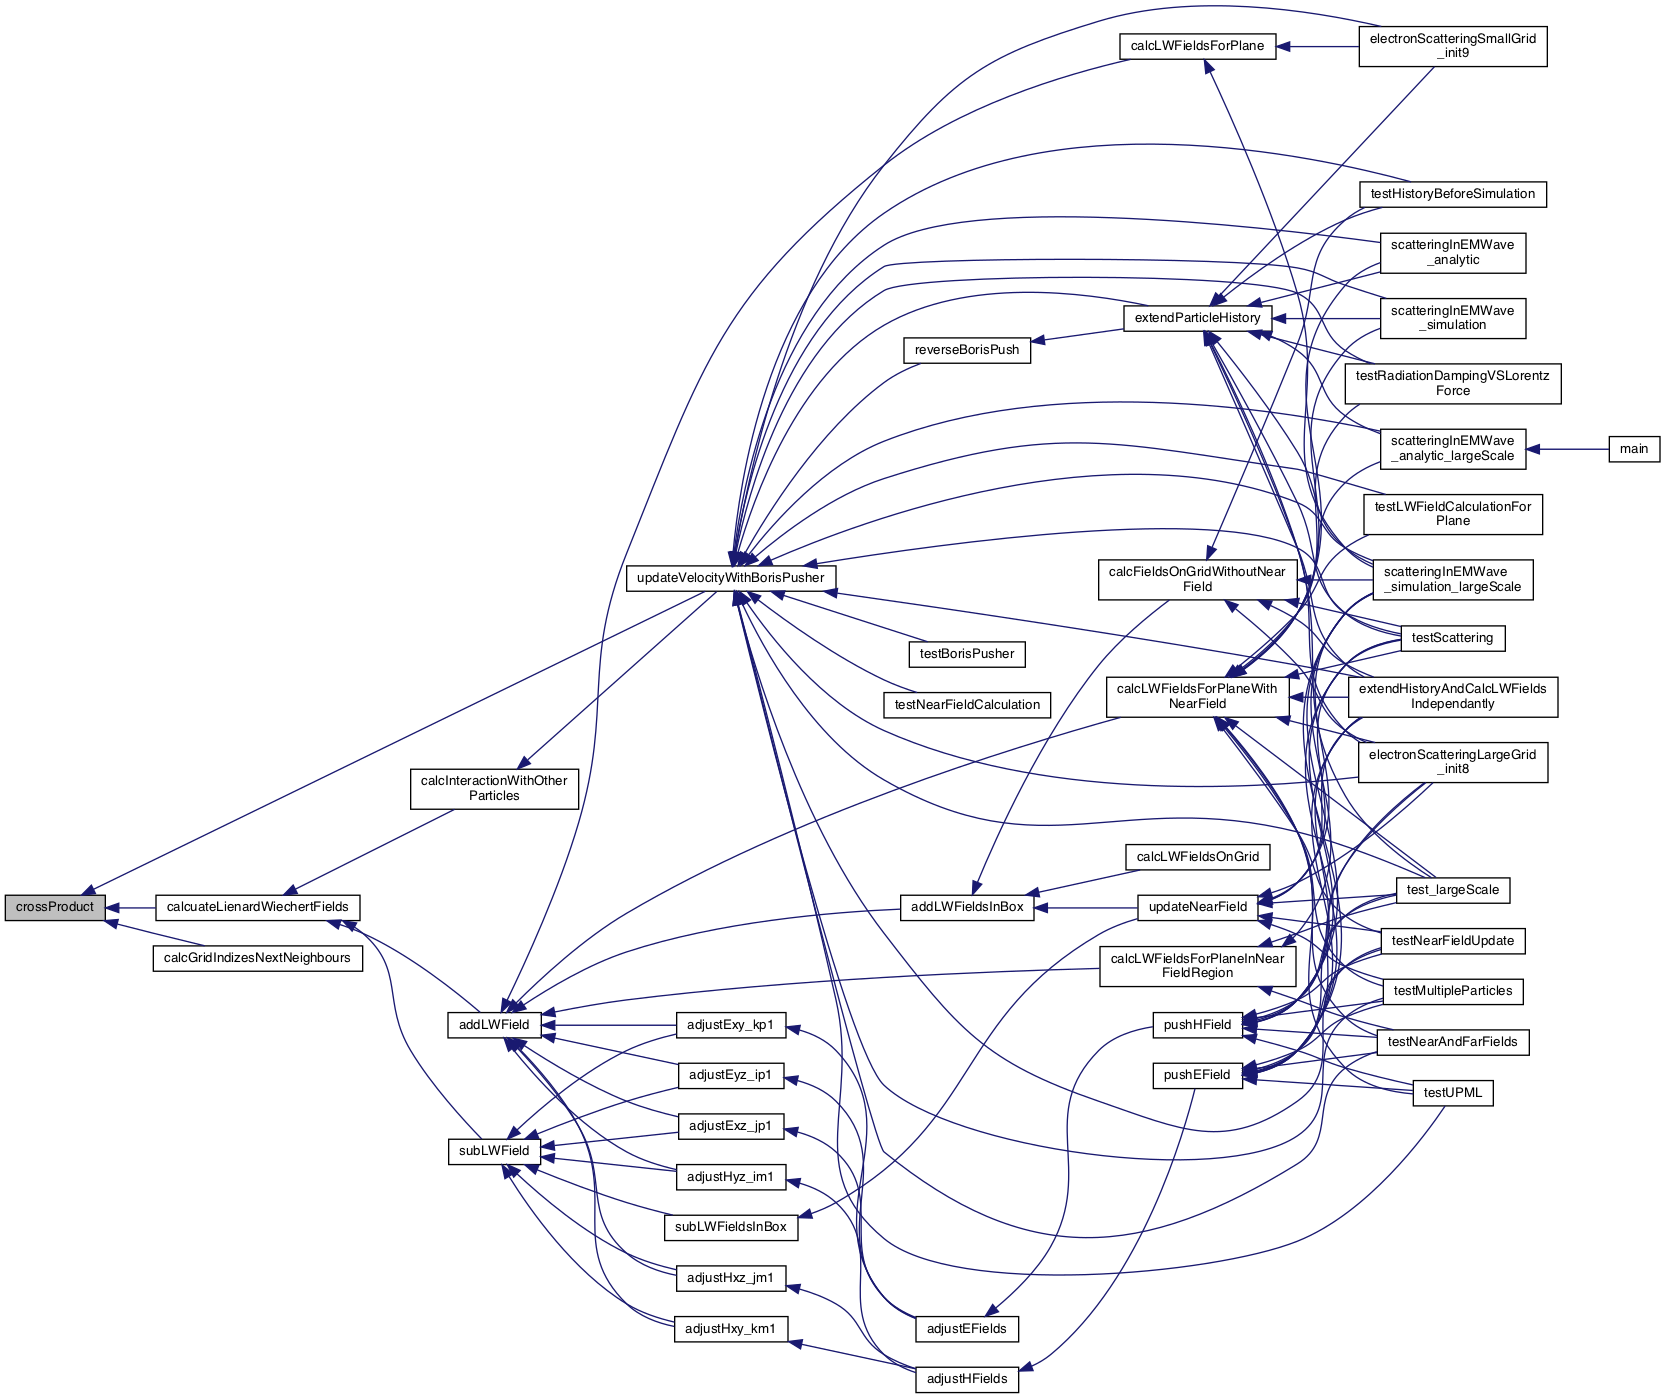 crossProduct
calcuateLienardWiechertFields
calcGridIndizesNextNeighbours
calcInteractionWithOther
Particles
addLWField
subLWField
updateVelocityWithBorisPusher
adjustExy_kp1
adjustEyz_ip1
adjustExz_jp1
adjustHyz_im1
subLWFieldsInBox
adjustHxz_jm1
adjustHxy_km1
reverseBorisPush
testBorisPusher
testNearFieldCalculation
addLWFieldsInBox
adjustEFields
adjustHFields
calcLWFieldsForPlane
extendParticleHistory
calcFieldsOnGridWithoutNear
Field
calcLWFieldsForPlaneWith
NearField
calcLWFieldsOnGrid
updateNearField
calcLWFieldsForPlaneInNear
FieldRegion
pushHField
pushEField
electronScatteringSmallGrid
_init9
testHistoryBeforeSimulation
scatteringInEMWave
_analytic
scatteringInEMWave
_simulation
testRadiationDampingVSLorentz
Force
scatteringInEMWave
_analytic_largeScale
testLWFieldCalculationFor
Plane
scatteringInEMWave
_simulation_largeScale
testScattering
extendHistoryAndCalcLWFields
Independantly
electronScatteringLargeGrid
_init8
test_largeScale
testNearFieldUpdate
testMultipleParticles
testNearAndFarFields
testUPML
main